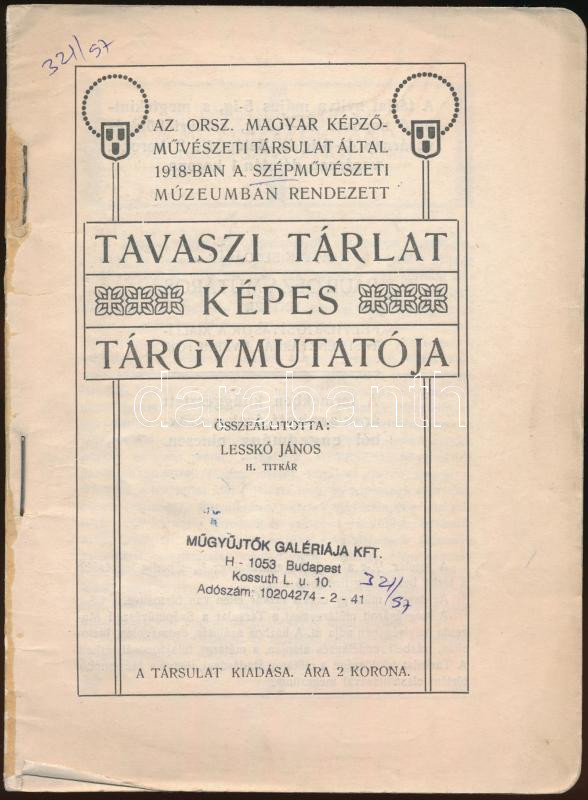 321/57
AZ ORSZ. MAGYAR KÉPZŐ-
MŰVÉSZETI TÁRSULAT ÁLTAL
1918-BAN A SZÉPMŰVÉSZETI
MÚZEUMBAN RENDEZETT
TAVASZI TÁRLAT
KÉPES
TÁRGYMUTATÓJA
darabanth
ÖSSZEÁLLITOTTA:
LESSKÓ JÁNOS
H. TITKÁR
MŰGYŰJTŐK GALÉRIÁJA KFT.
H - 1053 Budapest
Kossuth L. u. 10.
Adószám: 10204274 - 2 - 41
321/57
A TÁRSULAT KIADÁSA. ÁRA 2 KORONA.